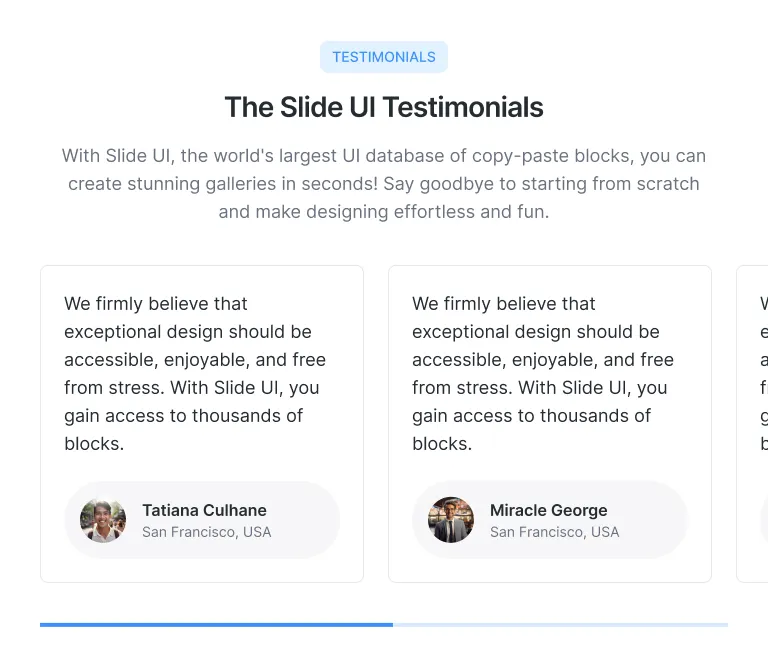 TESTIMONIALS
The Slide UI Testimonials
With Slide UI, the world's largest UI database of copy-paste blocks, you can
create stunning galleries in seconds! Say goodbye to starting from scratch
and make designing effortless and fun.
We firmly believe that
exceptional design should be
accessible, enjoyable, and free
from stress. With Slide UI, you
gain access to thousands of
blocks.
Tatiana Culhane
San Francisco, USA
We firmly believe that
exceptional design should be
accessible, enjoyable, and free
from stress. With Slide UI, you
gain access to thousands of
blocks.
Miracle George
San Francisco, USA